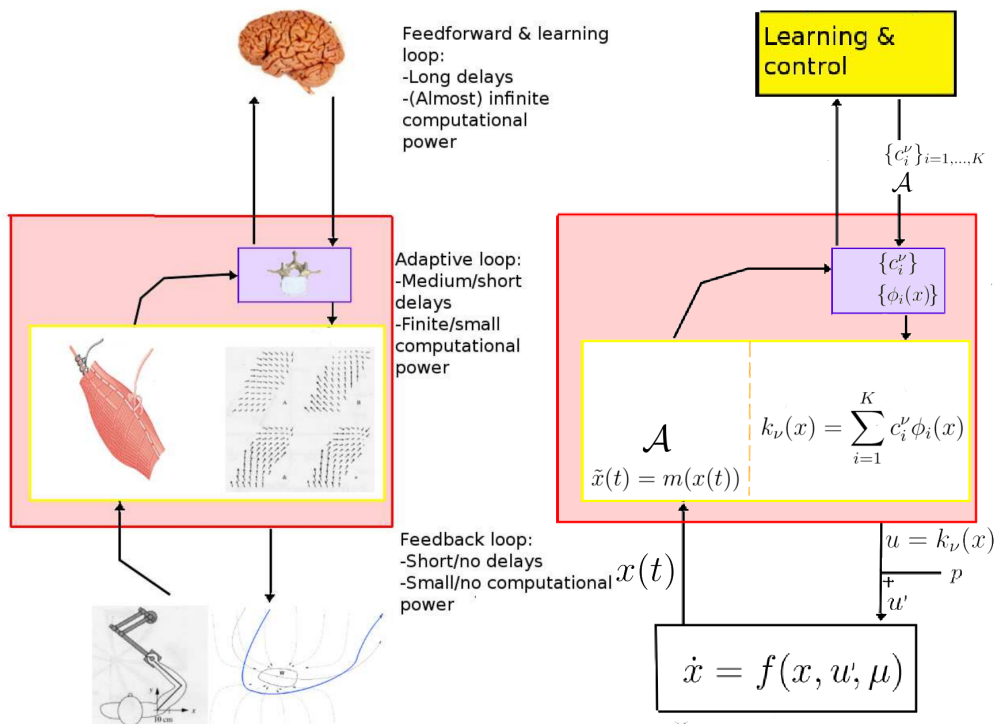 Feedforward & learning
loop:
-Long delays
-(Almost) infinite
computational
power
Adaptive loop:
-Medium/short
delays
-Finite/small
computational
power
Feedback loop:
-Short/no delays
-Small/no computational
power
A
B
y
x
10 cm
Learning &
control
{c_i^ν}_{i=1,...,K}
𝒜
{c_i^ν}
{ϕ_i(x)}
𝒜
x̃(t) = m(x(t))
k_ν(x) = ∑_{i=1}^{K} c_i^ν ϕ_i(x)
x(t)
u = k_ν(x)
+
p
u'
ẋ = f(x, u', μ)